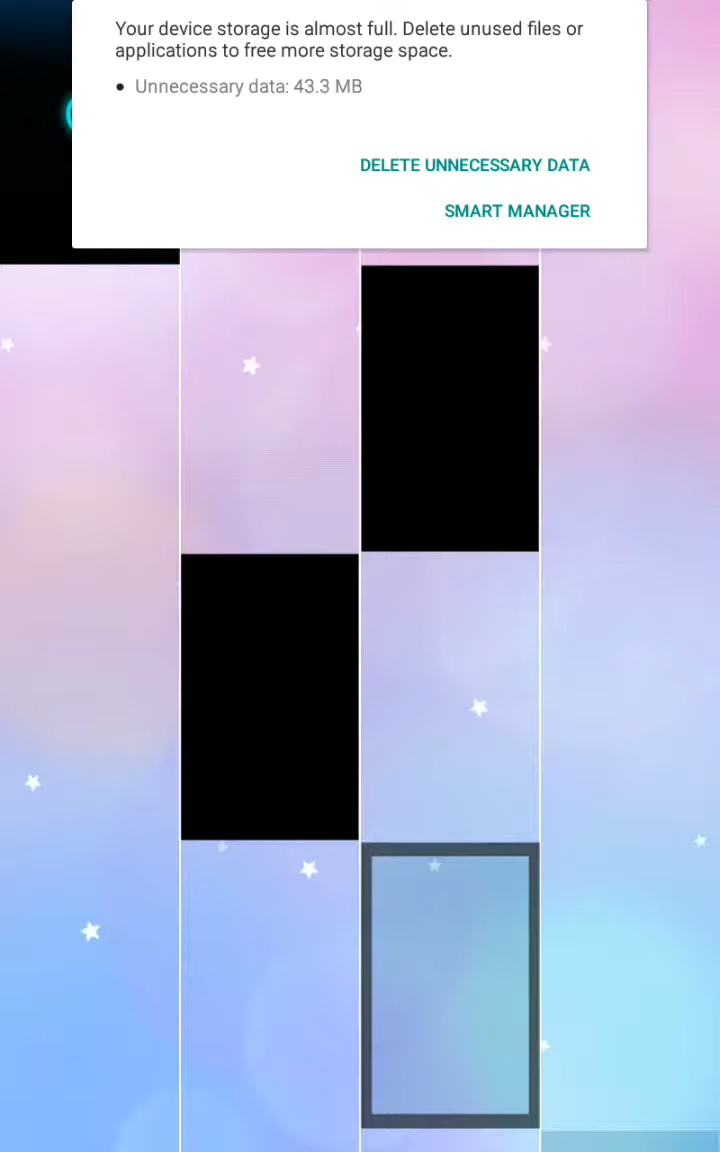 Your device storage is almost full. Delete unused files or
applications to free more storage space.
• Unnecessary data: 43.3 MB
DELETE UNNECESSARY DATA
SMART MANAGER